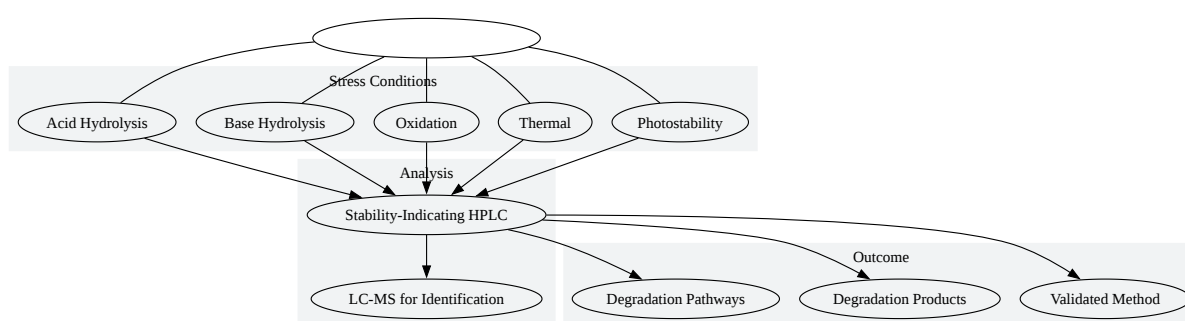 Stress Conditions
Acid Hydrolysis
Base Hydrolysis
Oxidation
Thermal
Photostability
Analysis
Stability-Indicating HPLC
Outcome
LC-MS for Identification
Degradation Pathways
Degradation Products
Validated Method